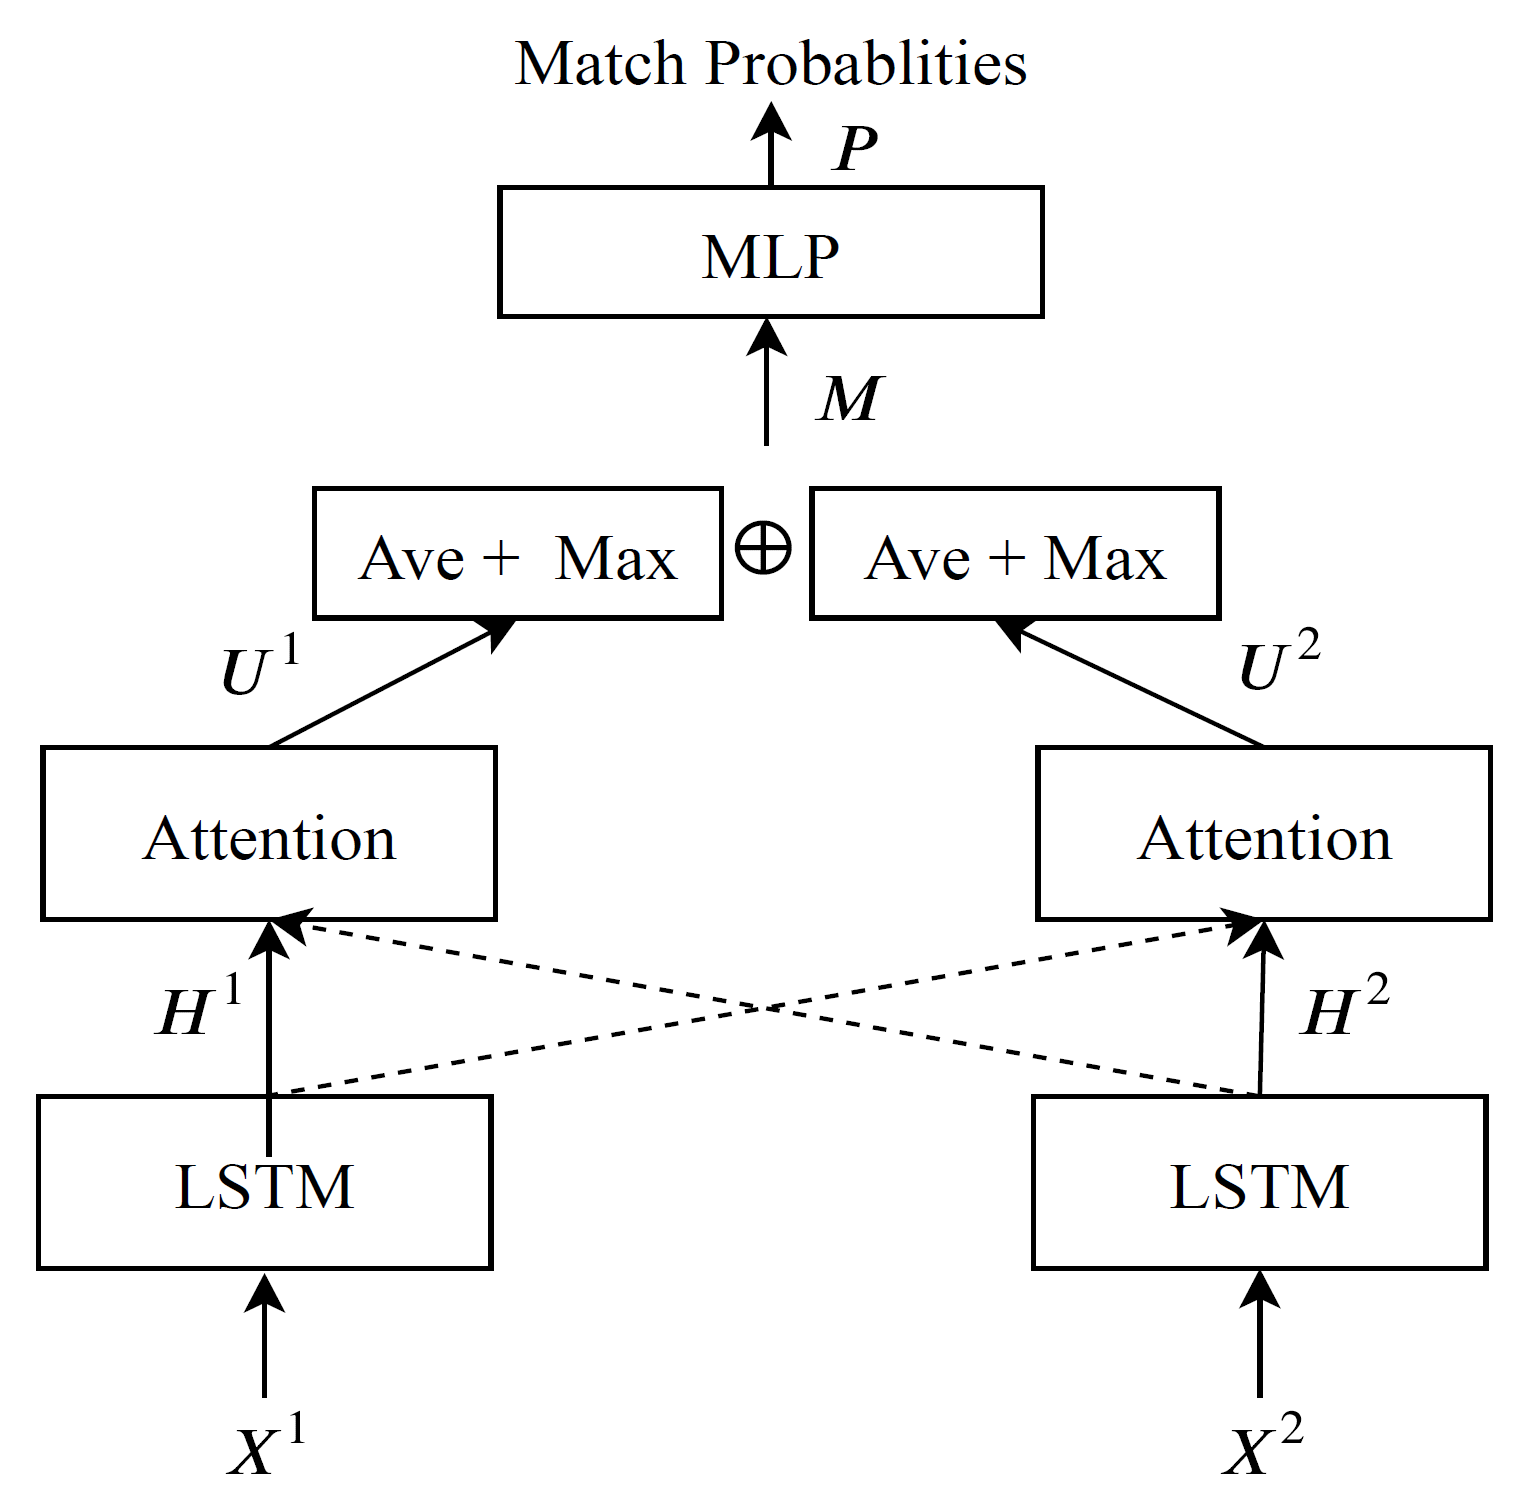 Match Probablities
P
MLP
M
Ave + Max ⊕ Ave + Max
U¹ U²
Attention Attention
H¹ H²
LSTM LSTM
X¹ X²